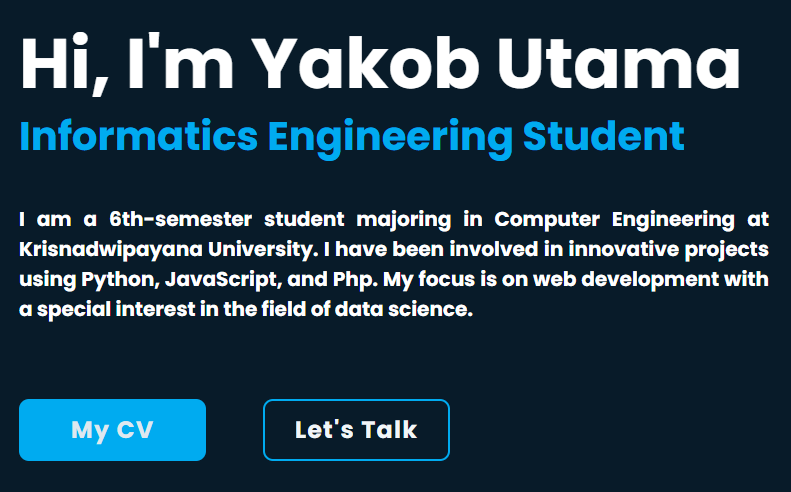 Hi, I'm Yakob Utama
Informatics Engineering Student
I am a 6th-semester student majoring in Computer Engineering at
Krisnadwipayana University. I have been involved in innovative projects
using Python, JavaScript, and Php. My focus is on web development with
a special interest in the field of data science.
My CV
Let's Talk